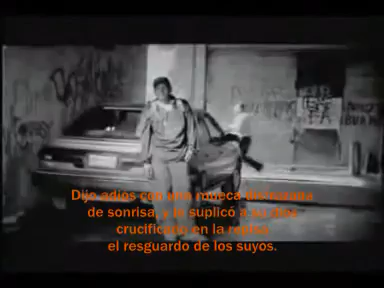 Dijo adios con una mueca disfrazada
de sonrisa, y le suplicó a su dios
crucificado en la repisa
el resguardo de los suyos.